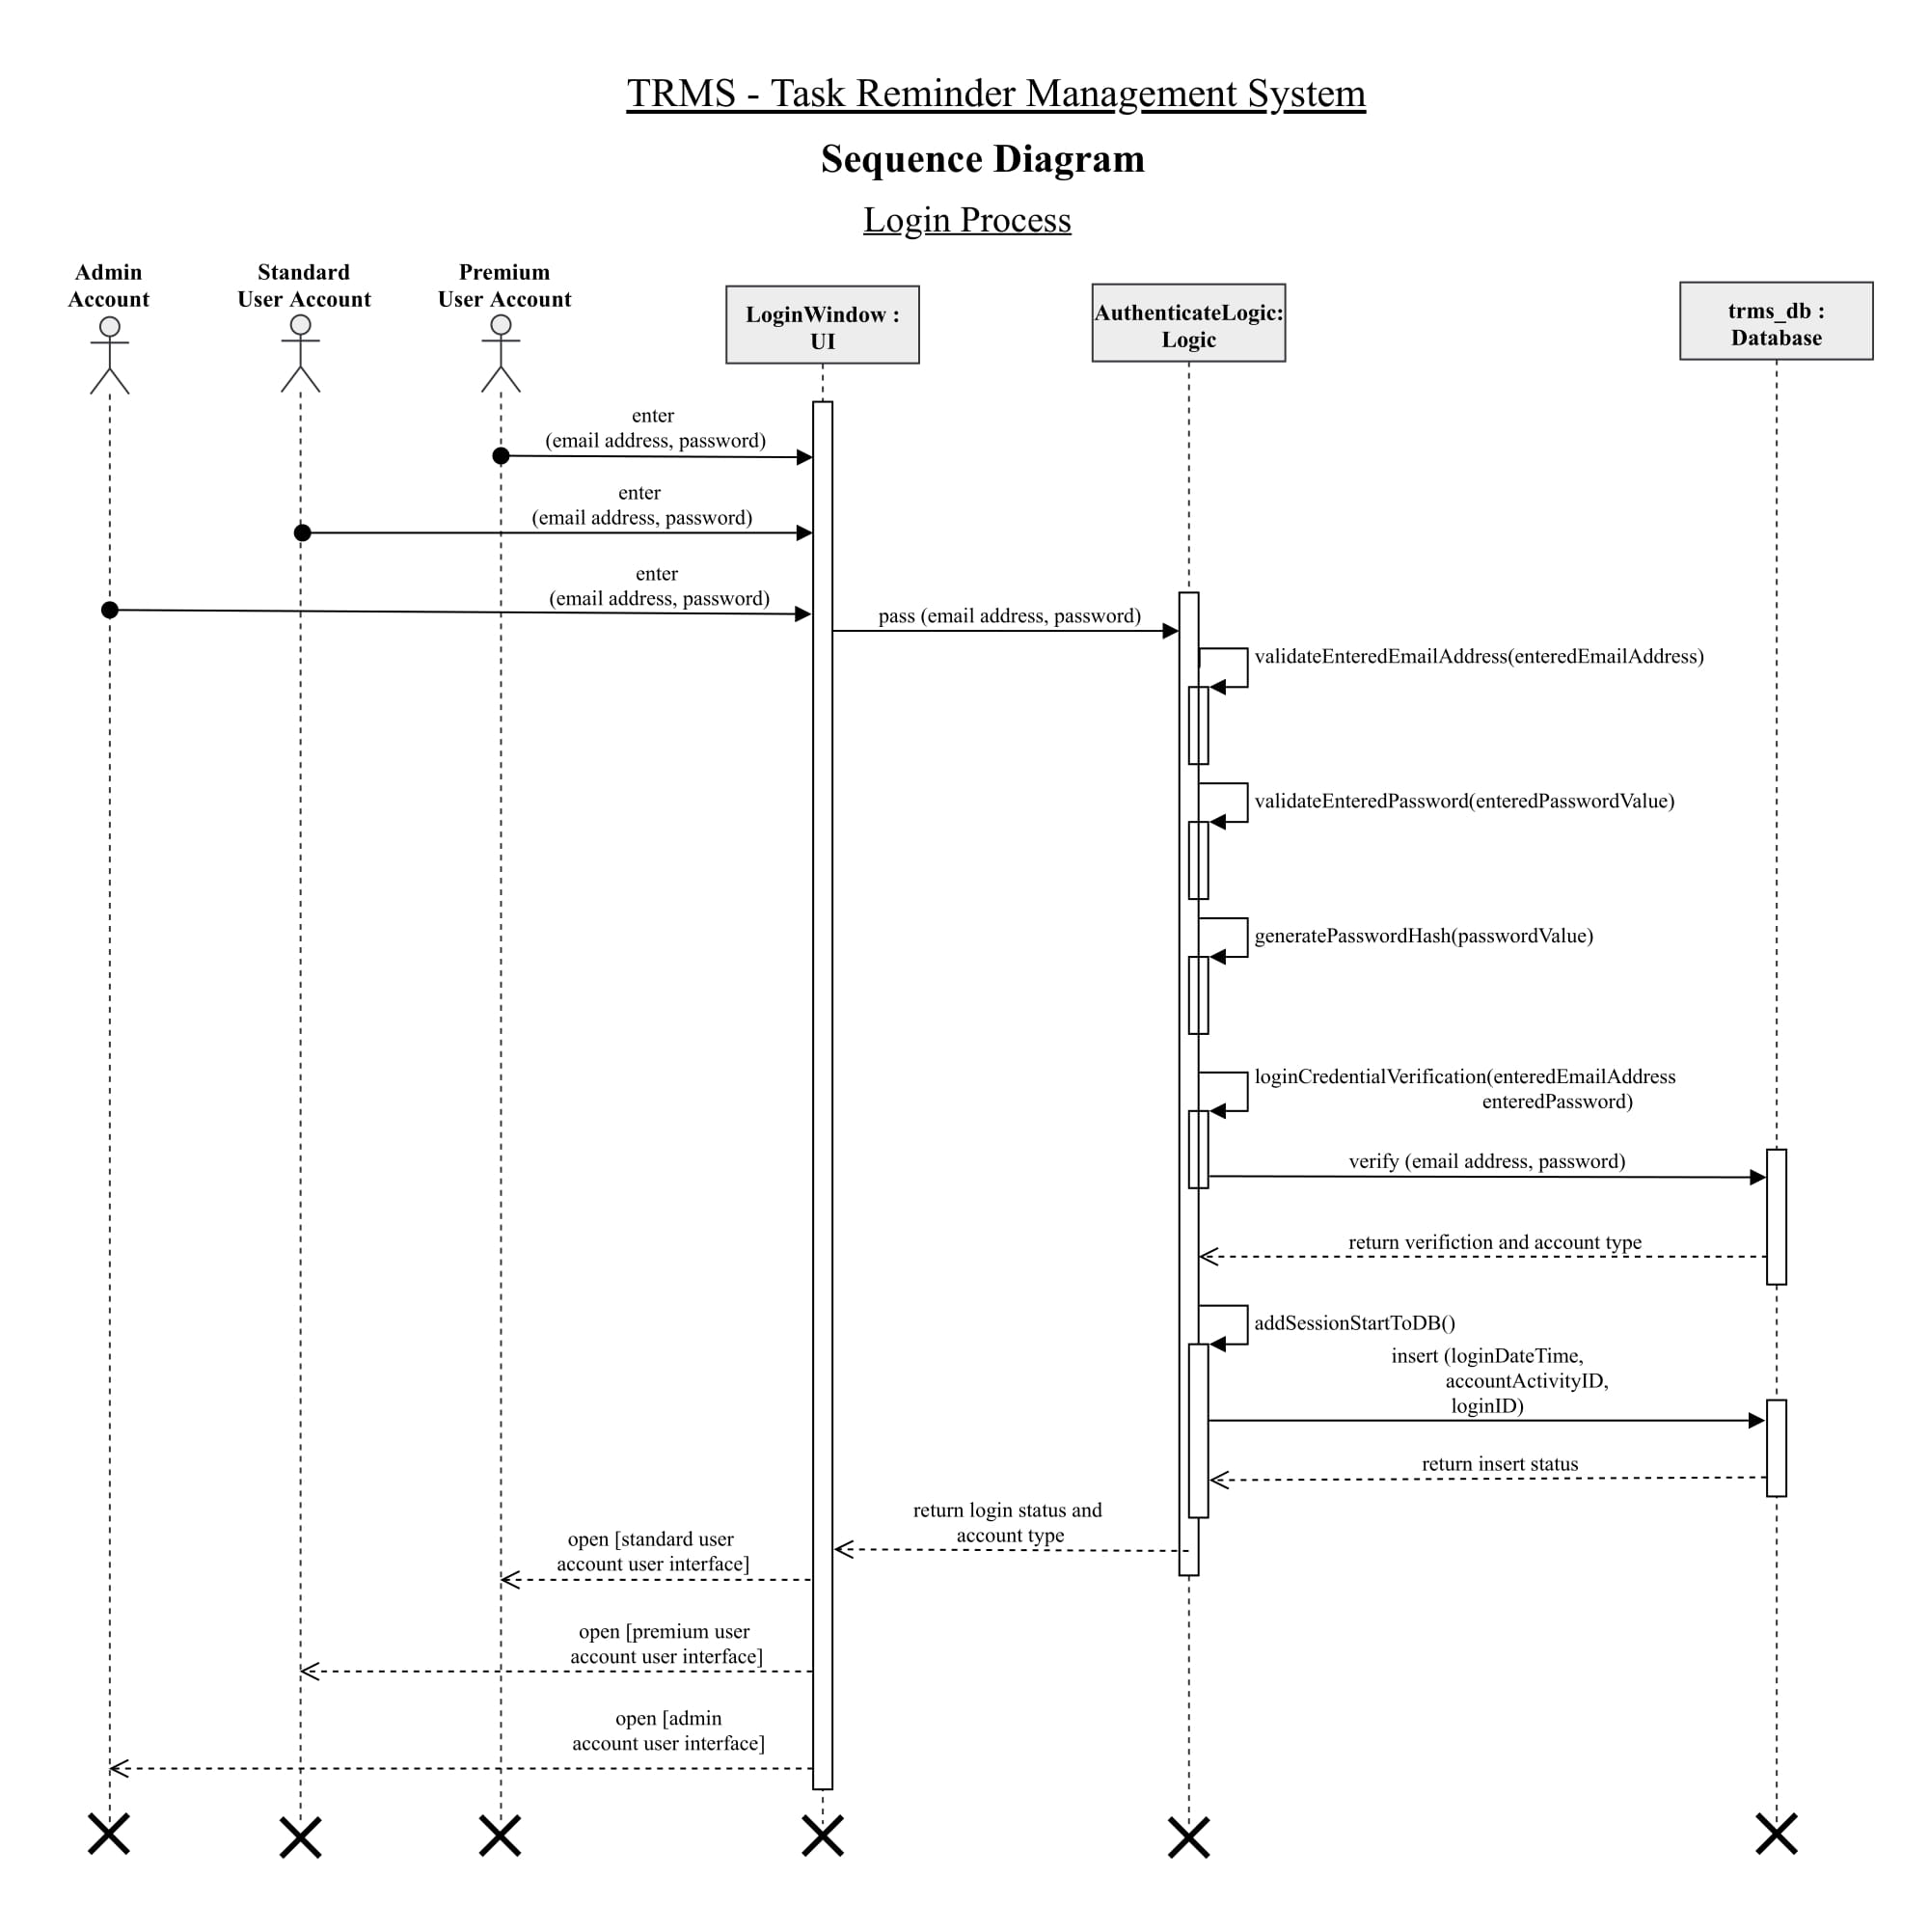 TRMS - Task Reminder Management System
Sequence Diagram
Login Process
Admin
Account
Standard
User Account
Premium
User Account
LoginWindow :
UI
AuthenticateLogic:
Logic
trms_db :
Database
enter
(email address, password)
enter
(email address, password)
enter
(email address, password)
pass (email address, password)
validateEnteredEmailAddress(enteredEmailAddress)
validateEnteredPassword(enteredPasswordValue)
generatePasswordHash(passwordValue)
loginCredentialVerification(enteredEmailAddress
enteredPassword)
verify (email address, password)
return verifiction and account type
addSessionStartToDB()
insert (loginDateTime,
accountActivityID,
loginID)
return insert status
return login status and
account type
open [standard user
account user interface]
open [premium user
account user interface]
open [admin
account user interface]